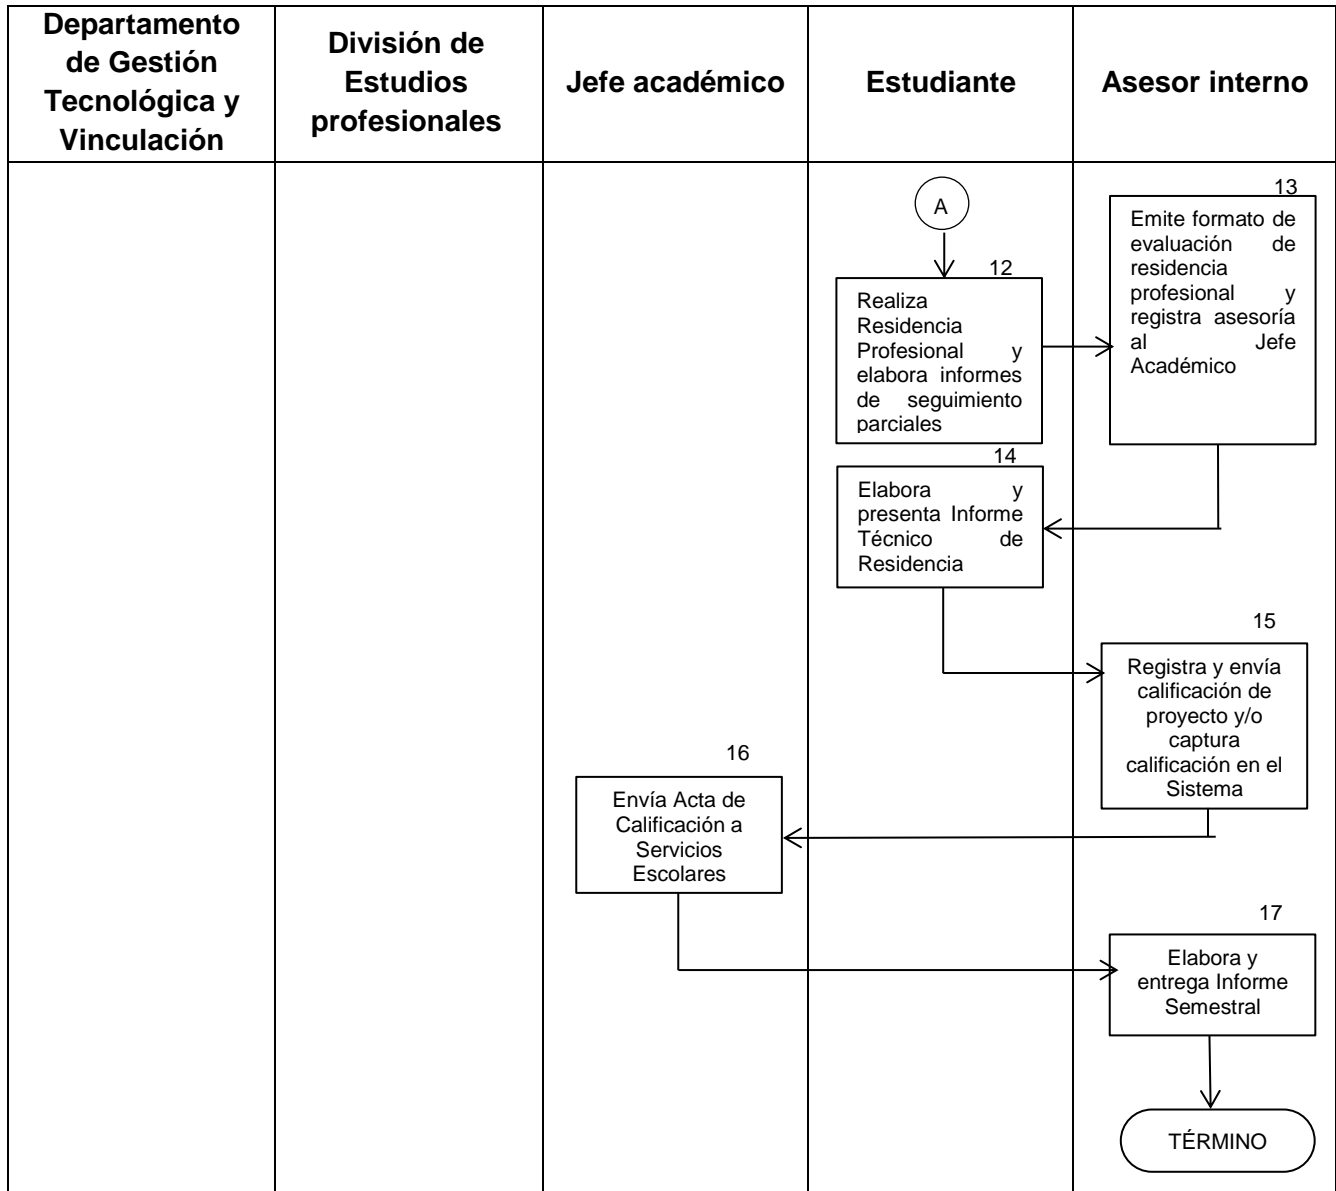 Departamento
de Gestión
Tecnológica y
Vinculación
División de
Estudios
profesionales
Jefe académico
Estudiante
Asesor interno
A
12
Realiza
Residencia
Profesional y
elabora informes
de seguimiento
parciales
13
Emite formato de
evaluación de
residencia
profesional y
registra asesoría
al Jefe
Académico
14
Elabora y
presenta Informe
Técnico de
Residencia
15
Registra y envía
calificación de
proyecto y/o
captura
calificación en el
Sistema
16
Envía Acta de
Calificación a
Servicios
Escolares
17
Elabora y
entrega Informe
Semestral
TÉRMINO